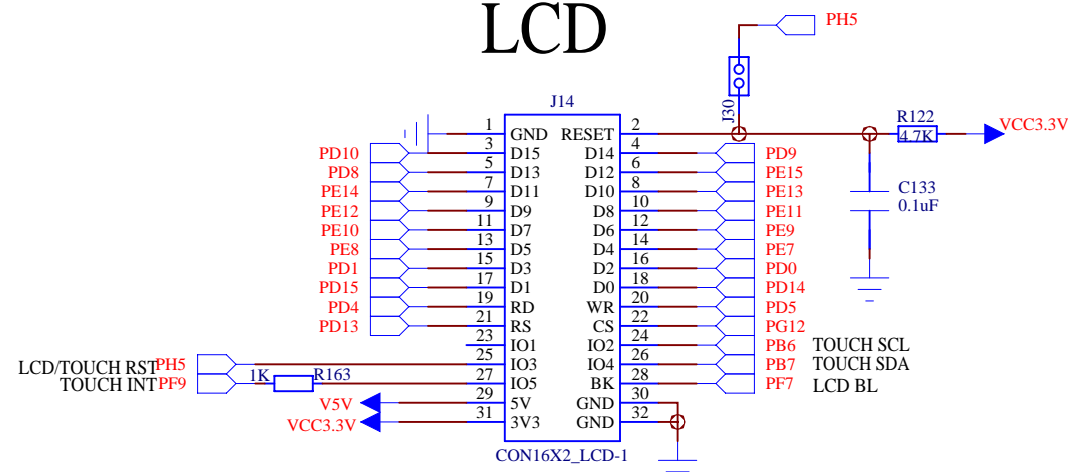 LCD
PH5
J30
J14
R122
4.7K
VCC3.3V
C133
0.1uF
1 GND RESET 2
PD10 3 D15 D14 4 PD9
PD8 5 D13 D12 6 PE15
PE14 7 D11 D10 8 PE13
PE12 9 D9 D8 10 PE11
PE10 11 D7 D6 12 PE9
PE8 13 D5 D4 14 PE7
PD1 15 D3 D2 16 PD0
PD15 17 D1 D0 18 PD14
PD4 19 RD WR 20 PD5
PD13 21 RS CS 22 PG12
23 IO1 IO2 24 PB6 TOUCH SCL
LCD/TOUCH RST PH5 25 IO3 IO4 26 PB7 TOUCH SDA
TOUCH INT PF9 1K R163 27 IO5 BK 28 PF7 LCD BL
V5V 29 5V GND 30
VCC3.3V 31 3V3 GND 32
CON16X2_LCD-1